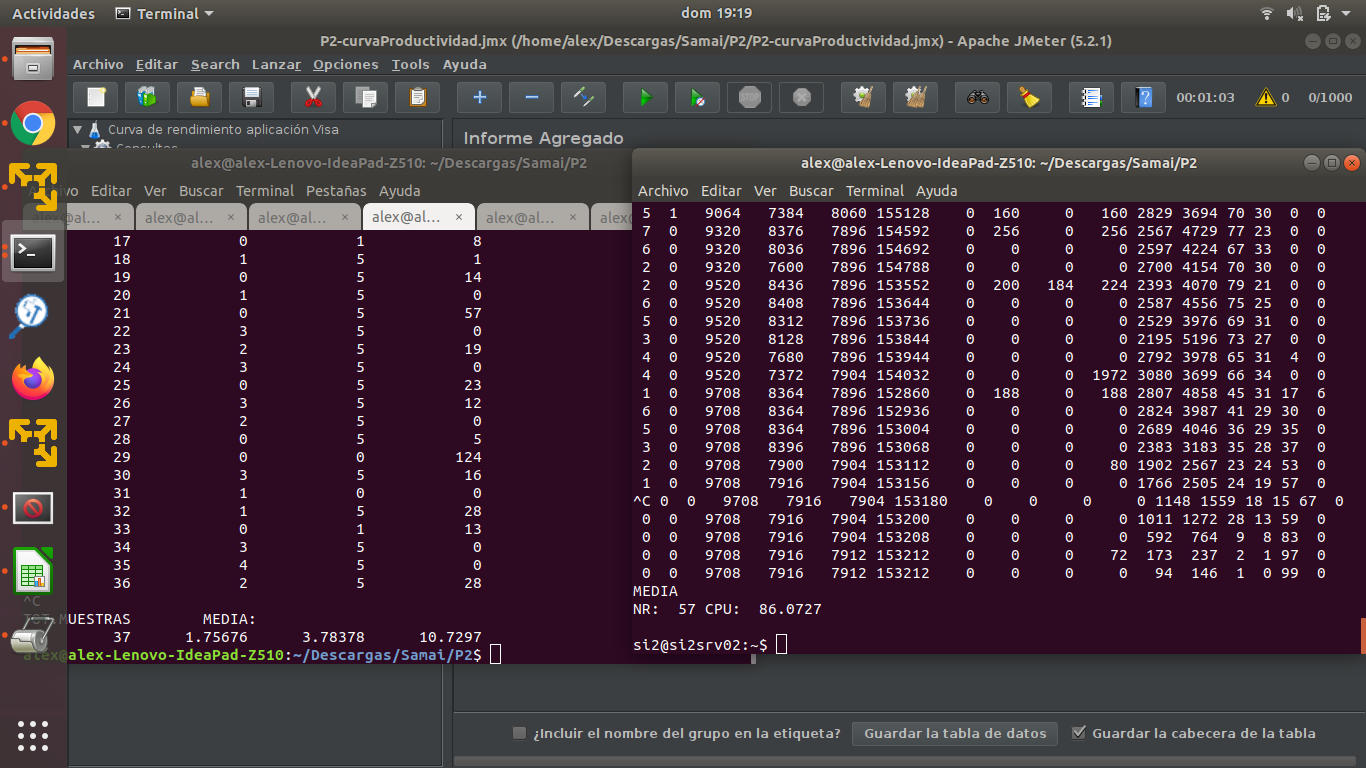 Actividades Terminal dom 19:19
P2-curvaProductividad.jmx (/home/alex/Descargas/Samai/P2/P2-curvaProductividad.jmx) - Apache JMeter (5.2.1)
Archivo Editar Search Lanzar Opciones Tools Ayuda
00:01:03 0 0/1000
Curva de rendimiento aplicación Visa
Informe Agregado
alex@alex-Lenovo-IdeaPad-Z510: ~/Descargas/Samai/P2
Archivo Editar Ver Buscar Terminal Pestañas Ayuda
@al... × alex@al... × alex@al... × alex@al... × alex@al... × alex
17 0 1 8
18 1 5 1
19 0 5 14
20 1 5 0
21 0 5 57
22 3 5 0
23 2 5 19
24 3 5 0
25 0 5 23
26 3 5 12
27 2 5 0
28 0 5 5
29 0 0 124
30 3 5 16
31 1 0 0
32 1 5 28
33 0 1 13
34 3 5 0
35 4 5 0
36 2 5 28
^C
TOT.MUESTRAS MEDIA:
37 1.75676 3.78378 10.7297
alex@alex-Lenovo-IdeaPad-Z510:~/Descargas/Samai/P2$
alex@alex-Lenovo-IdeaPad-Z510: ~/Descargas/Samai/P2
Archivo Editar Ver Buscar Terminal Ayuda
5 1 9064 7384 8060 155128 0 160 0 160 2829 3694 70 30 0 0
7 0 9320 8376 7896 154592 0 256 0 256 2567 4729 77 23 0 0
6 0 9320 8036 7896 154692 0 0 0 0 2597 4224 67 33 0 0
2 0 9320 7600 7896 154788 0 0 0 0 2700 4154 70 30 0 0
2 0 9520 8436 7896 153552 0 200 184 224 2393 4070 79 21 0 0
6 0 9520 8408 7896 153644 0 0 0 0 2587 4556 75 25 0 0
5 0 9520 8312 7896 153736 0 0 0 0 2529 3976 69 31 0 0
3 0 9520 8128 7896 153844 0 0 0 0 2195 5196 73 27 0 0
4 0 9520 7680 7896 153944 0 0 0 0 2792 3978 65 31 4 0
4 0 9520 7372 7904 154032 0 0 0 1972 3080 3699 66 34 0 0
1 0 9708 8364 7896 152860 0 188 0 188 2807 4858 45 31 17 6
6 0 9708 8364 7896 152936 0 0 0 0 2824 3987 41 29 30 0
5 0 9708 8364 7896 153004 0 0 0 0 2689 4046 36 29 35 0
3 0 9708 8396 7896 153068 0 0 0 0 2383 3183 35 28 37 0
2 0 9708 7900 7904 153112 0 0 0 80 1902 2567 23 24 53 0
1 0 9708 7916 7904 153156 0 0 0 0 1766 2505 24 19 57 0
^C 0 0 9708 7916 7904 153180 0 0 0 0 1148 1559 18 15 67 0
0 0 9708 7916 7904 153200 0 0 0 0 1011 1272 28 13 59 0
0 0 9708 7916 7904 153208 0 0 0 0 592 764 9 8 83 0
0 0 9708 7916 7912 153212 0 0 0 72 173 237 2 1 97 0
0 0 9708 7916 7912 153212 0 0 0 0 94 146 1 0 99 0
MEDIA
NR: 57 CPU: 86.0727
si2@si2srv02:~$
¿Incluir el nombre del grupo en la etiqueta? Guardar la tabla de datos Guardar la cabecera de la tabla